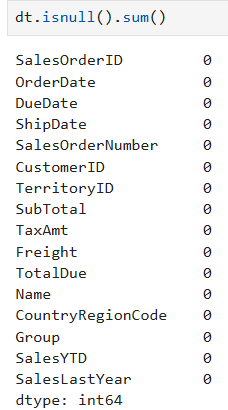 dt.isnull().sum()
SalesOrderID 0
OrderDate 0
DueDate 0
ShipDate 0
SalesOrderNumber 0
CustomerID 0
TerritoryID 0
SubTotal 0
TaxAmt 0
Freight 0
TotalDue 0
Name 0
CountryRegionCode 0
Group 0
SalesYTD 0
SalesLastYear 0
dtype: int64